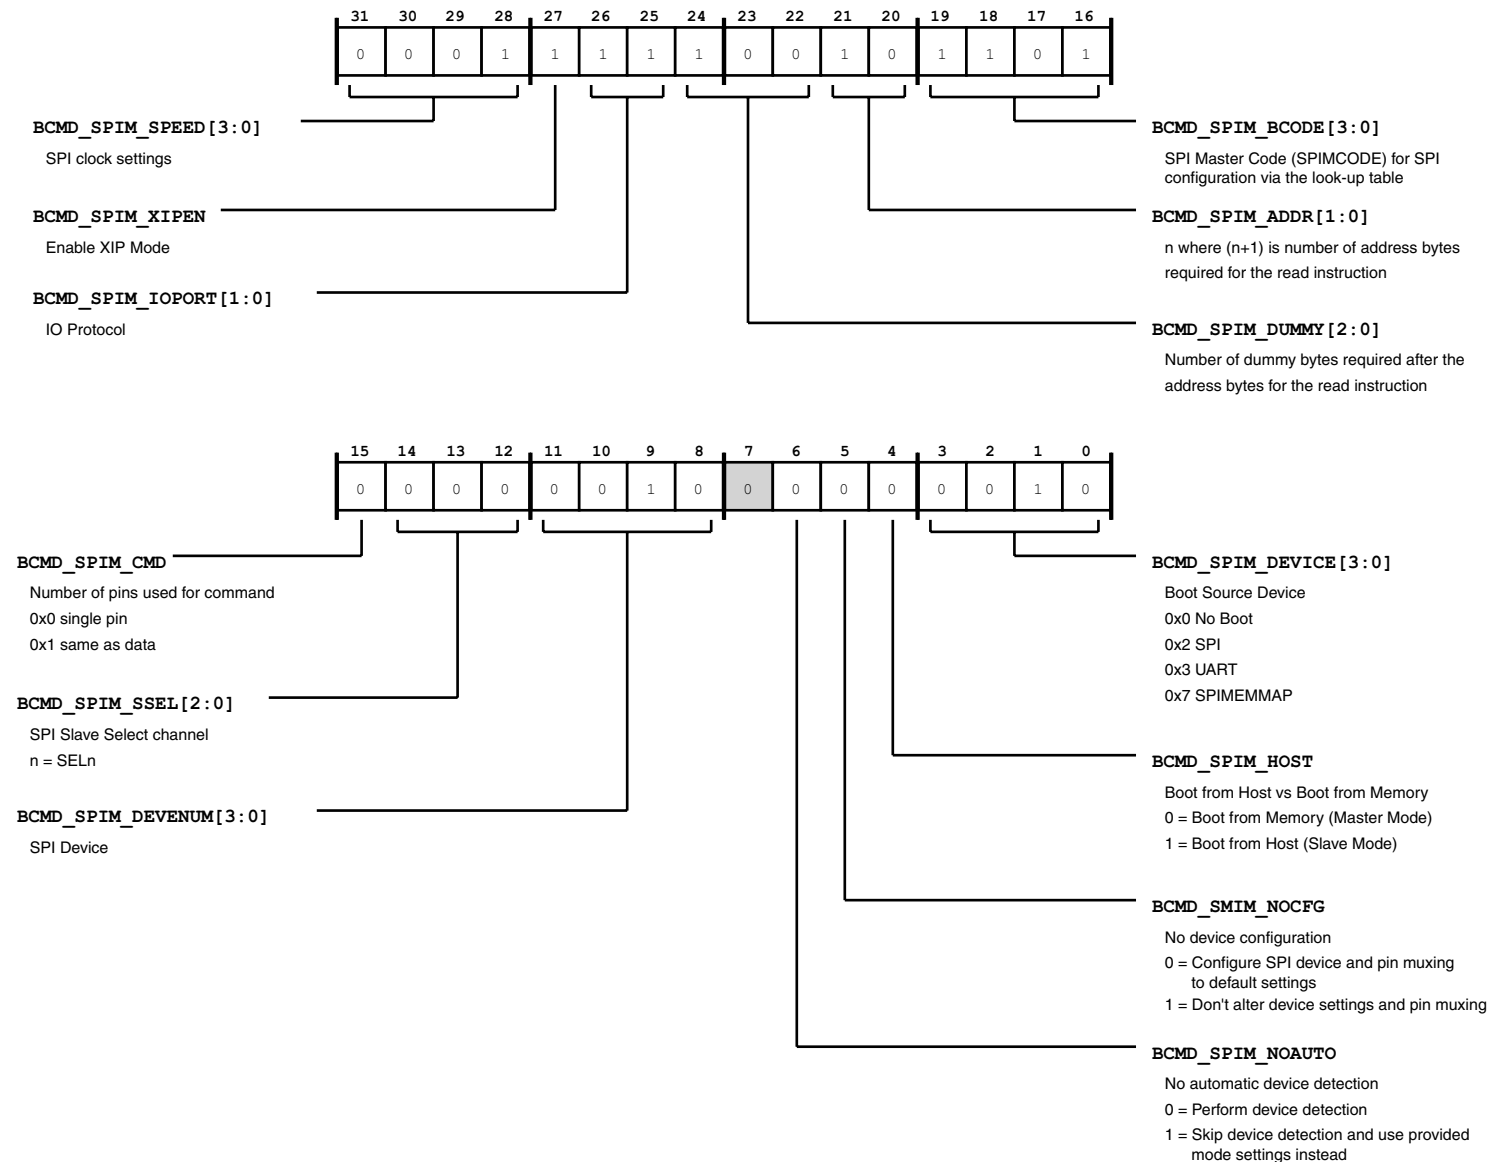 31 30 29 28 27 26 25 24 23 22 21 20 19 18 17 16
0 0 0 1 1 1 1 1 0 0 1 0 1 1 0 1
BCMD_SPIM_SPEED[3:0]
SPI clock settings
BCMD_SPIM_XIPEN
Enable XIP Mode
BCMD_SPIM_IOPORT[1:0]
IO Protocol
BCMD_SPIM_BCODE[3:0]
SPI Master Code (SPIMCODE) for SPI
configuration via the look-up table
BCMD_SPIM_ADDR[1:0]
n where (n+1) is number of address bytes
required for the read instruction
BCMD_SPIM_DUMMY[2:0]
Number of dummy bytes required after the
address bytes for the read instruction
15 14 13 12 11 10 9 8 7 6 5 4 3 2 1 0
0 0 0 0 0 0 1 0 0 0 0 0 0 0 1 0
BCMD_SPIM_CMD
Number of pins used for command
0x0 single pin
0x1 same as data
BCMD_SPIM_SSEL[2:0]
SPI Slave Select channel
n = SELn
BCMD_SPIM_DEVENUM[3:0]
SPI Device
BCMD_SPIM_DEVICE[3:0]
Boot Source Device
0x0 No Boot
0x2 SPI
0x3 UART
0x7 SPIMEMMAP
BCMD_SPIM_HOST
Boot from Host vs Boot from Memory
0 = Boot from Memory (Master Mode)
1 = Boot from Host (Slave Mode)
BCMD_SMIM_NOCFG
No device configuration
0 = Configure SPI device and pin muxing
to default settings
1 = Don't alter device settings and pin muxing
BCMD_SPIM_NOAUTO
No automatic device detection
0 = Perform device detection
1 = Skip device detection and use provided
mode settings instead